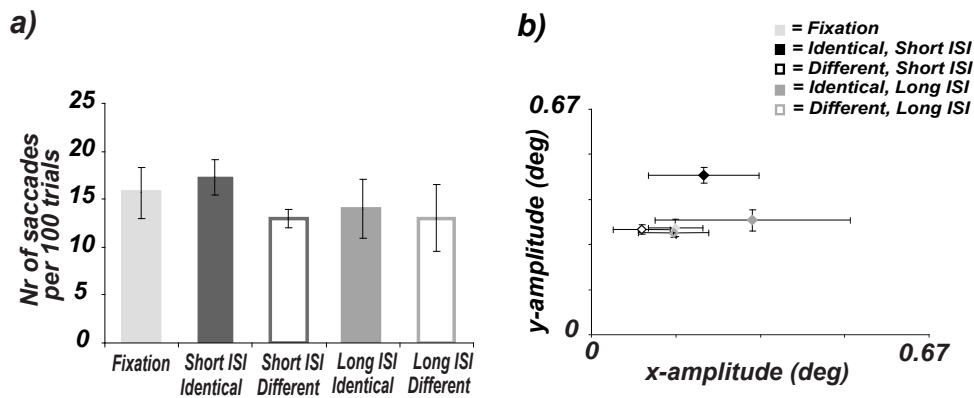 a)
Nr of saccades
per 100 trials
25
20
15
10
5
0
Fixation
Short ISI
Identical
Short ISI
Different
Long ISI
Identical
Long ISI
Different
b)
= Fixation
= Identical, Short ISI
= Different, Short ISI
= Identical, Long ISI
= Different, Long ISI
y-amplitude (deg)
0.67
0
0
0.67
x-amplitude (deg)